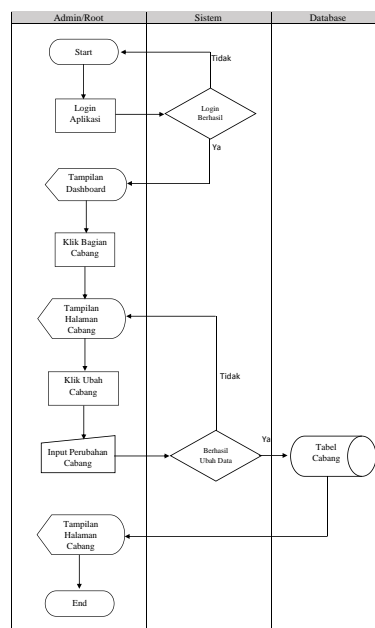 Admin/Root
Sistem
Database
Start
Tidak
Login
Aplikasi
Login
Berhasil
Ya
Tampilan
Dashboard
Klik Bagian
Cabang
Tampilan
Halaman
Cabang
Tidak
Klik Ubah
Cabang
Input Perubahan
Cabang
Berhasil
Ubah Data
Ya
Tabel
Cabang
Tampilan
Halaman
Cabang
End